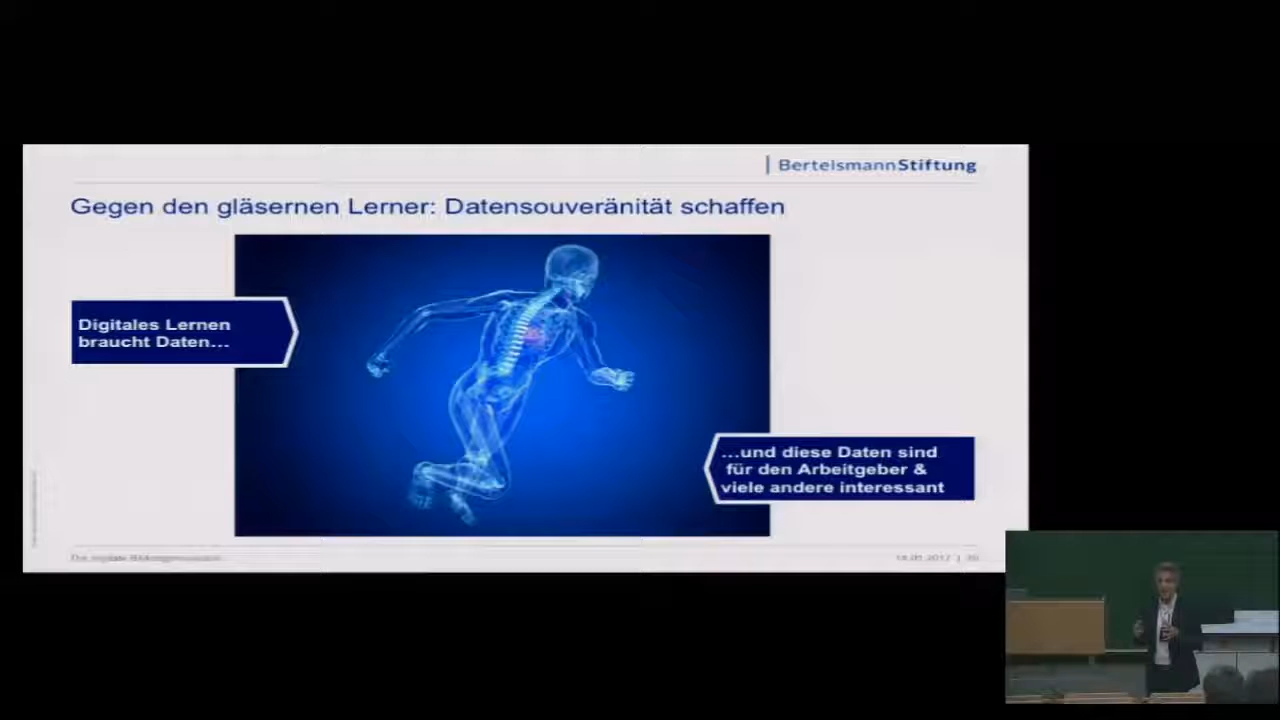 BertelsmannStiftung
Gegen den gläsernen Lerner: Datensouveränität schaffen
Digitales Lernen
braucht Daten...
...und diese Daten sind
für den Arbeitgeber &
viele andere interessant